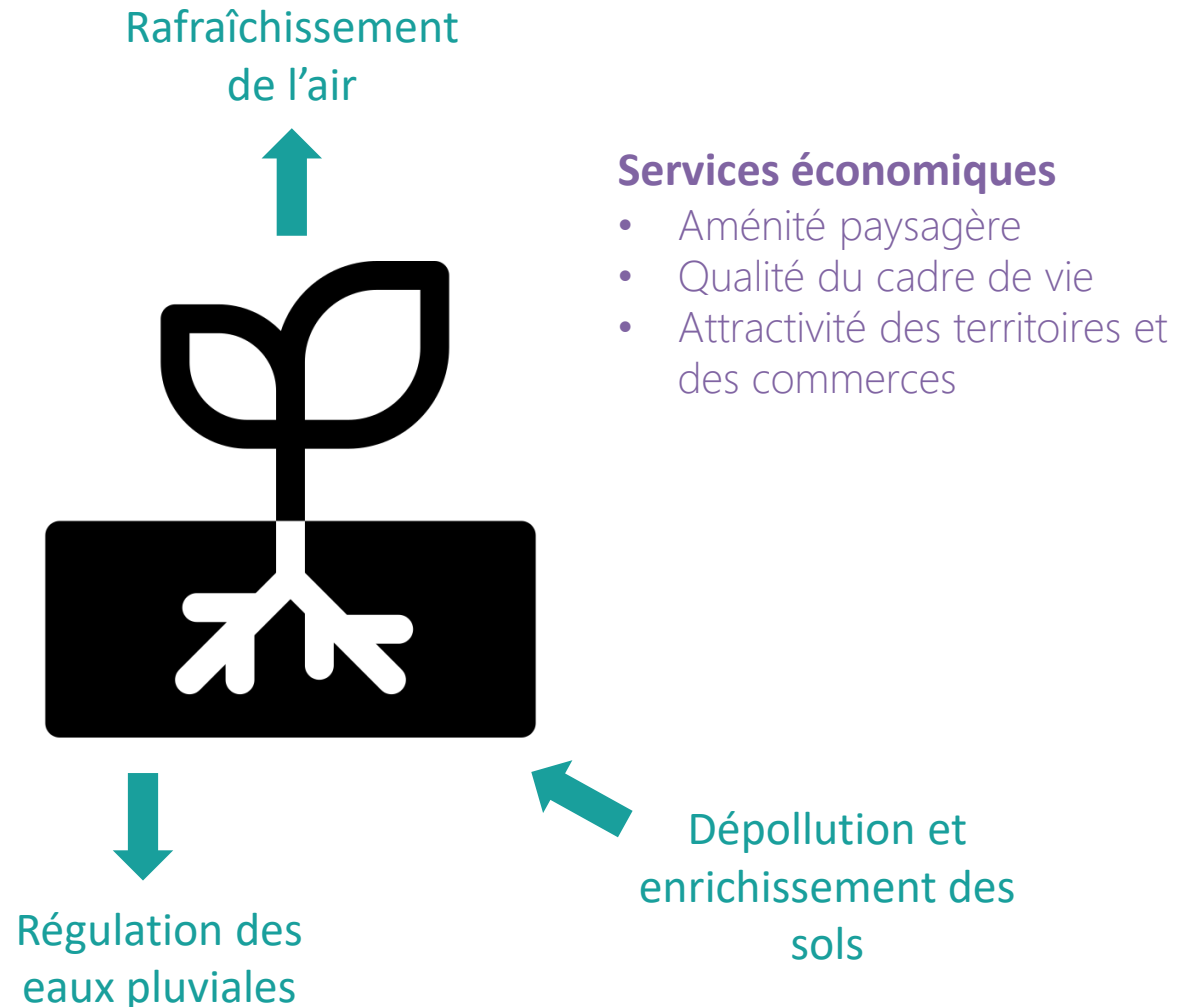 Rafraîchissement
de l’air
Services économiques
• Aménité paysagère
• Qualité du cadre de vie
• Attractivité des territoires et
des commerces
Dépollution et
enrichissement des
sols
Régulation des
eaux pluviales